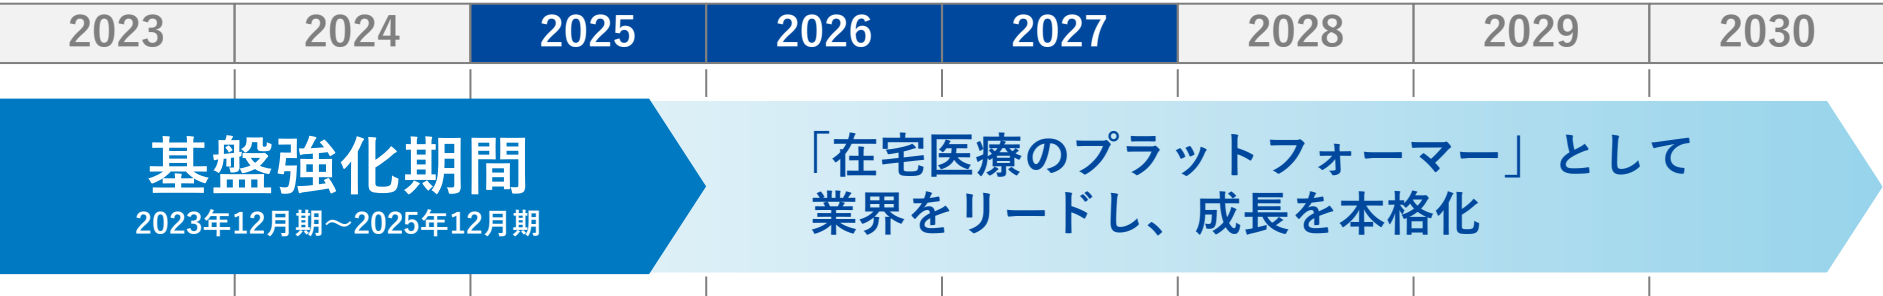 2023 2024 2025 2026 2027 2028 2029 2030
基盤強化期間
2023年12月期～2025年12月期
「在宅医療のプラットフォーマー」として
業界をリードし、成長を本格化